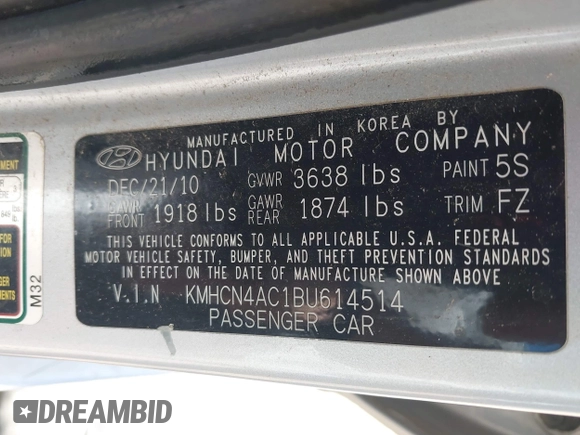 MANUFACTURED IN KOREA BY
HYUNDAI MOTOR COMPANY
DEC/21/10 GVWR 3638 lbs PAINT 5S
GAWR FRONT 1918 lbs GAWR REAR 1874 lbs TRIM FZ
THIS VEHICLE CONFORMS TO ALL APPLICABLE U.S.A. FEDERAL
MOTOR VEHICLE SAFETY, BUMPER, AND THEFT PREVENTION STANDARDS
IN EFFECT ON THE DATE OF MANUFACTURE SHOWN ABOVE.
V.I.N KMHCN4AC1BU614514
PASSENGER CAR
M32
DREAMBID